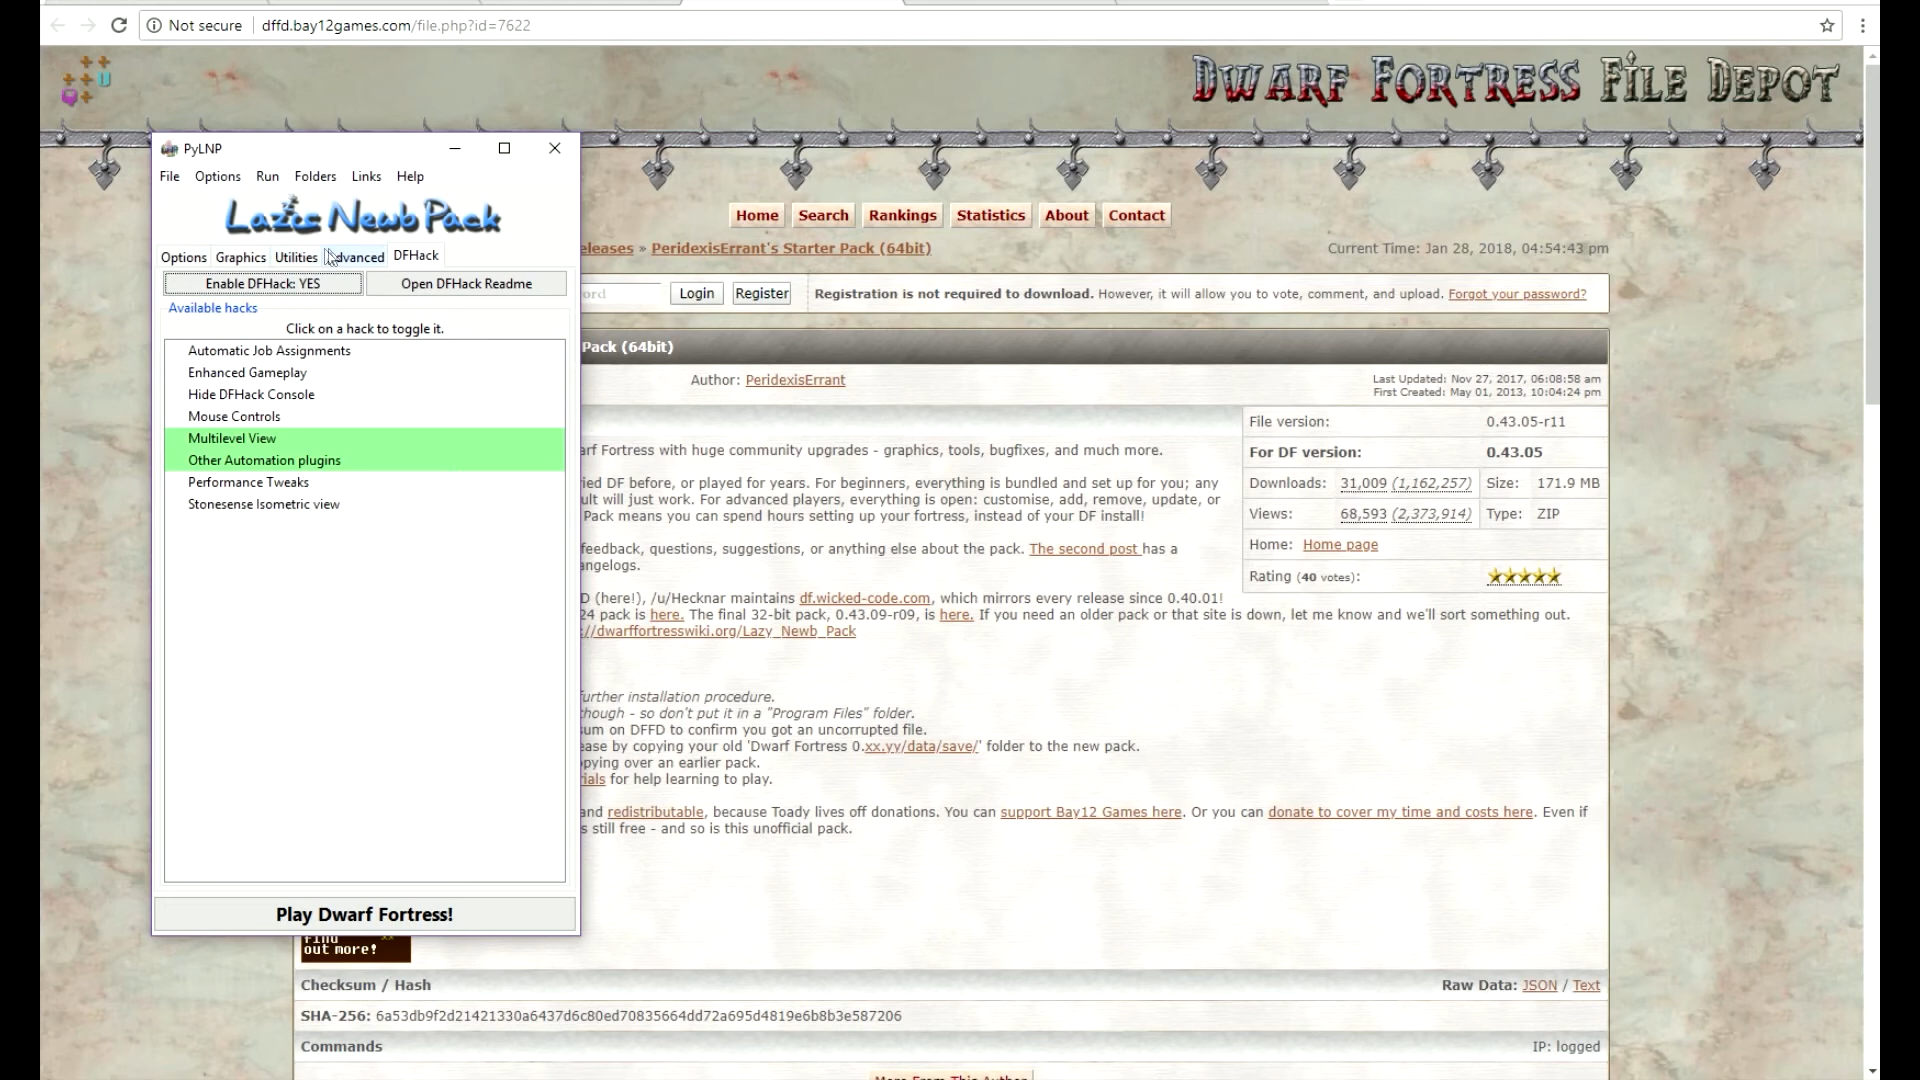 Not secure | dffd.bay12games.com/file.php?id=7622
Dwarf Fortress File Depot
PyLNP
File Options Run Folders Links Help
Lazy Newb Pack
Options Graphics Utilities dvanced DFHack
Enable DFHack: YES Open DFHack Readme
Available hacks
Click on a hack to toggle it.
Automatic Job Assignments
Enhanced Gameplay
Hide DFHack Console
Mouse Controls
Multilevel View
Other Automation plugins
Performance Tweaks
Stonesense Isometric view
Play Dwarf Fortress!
Home Search Rankings Statistics About Contact
eleases » PeridexisErrant's Starter Pack (64bit) Current Time: Jan 28, 2018, 04:54:43 pm
ord Login Register Registration is not required to download. However, it will allow you to vote, comment, and upload. Forgot your password?
Pack (64bit)
Author: PeridexisErrant
Last Updated: Nov 27, 2017, 06:08:58 am
First Created: May 01, 2013, 10:04:24 pm
File version: 0.43.05-r11
For DF version: 0.43.05
Downloads: 31,009 (1,162,257) Size: 171.9 MB
Views: 68,593 (2,373,914) Type: ZIP
Home: Home page
Rating (40 votes):
arf Fortress with huge community upgrades - graphics, tools, bugfixes, and much more.
ied DF before, or played for years. For beginners, everything is bundled and set up for you; any
ult will just work. For advanced players, everything is open: customise, add, remove, update, or
Pack means you can spend hours setting up your fortress, instead of your DF install!
feedback, questions, suggestions, or anything else about the pack. The second post has a
angelogs.
D (here!), /u/Hecknar maintains df.wicked-code.com, which mirrors every release since 0.40.01!
24 pack is here. The final 32-bit pack, 0.43.09-r09, is here. If you need an older pack or that site is down, let me know and we'll sort something out.
://dwarffortresswiki.org/Lazy_Newb_Pack
further installation procedure.
though - so don't put it in a "Program Files" folder.
sum on DFFD to confirm you got an uncorrupted file.
ease by copying your old 'Dwarf Fortress 0.xx.yy/data/save/' folder to the new pack.
opying over an earlier pack.
rials for help learning to play.
and redistributable, because Toady lives off donations. You can support Bay12 Games here. Or you can donate to cover my time and costs here. Even if
s still free - and so is this unofficial pack.
find
out more!
Checksum / Hash Raw Data: JSON / Text
SHA-256: 6a53db9f2d21421330a6437d6c80ed70835664dd72a695d4819e6b8b3e587206
Commands IP: logged
More From This Author